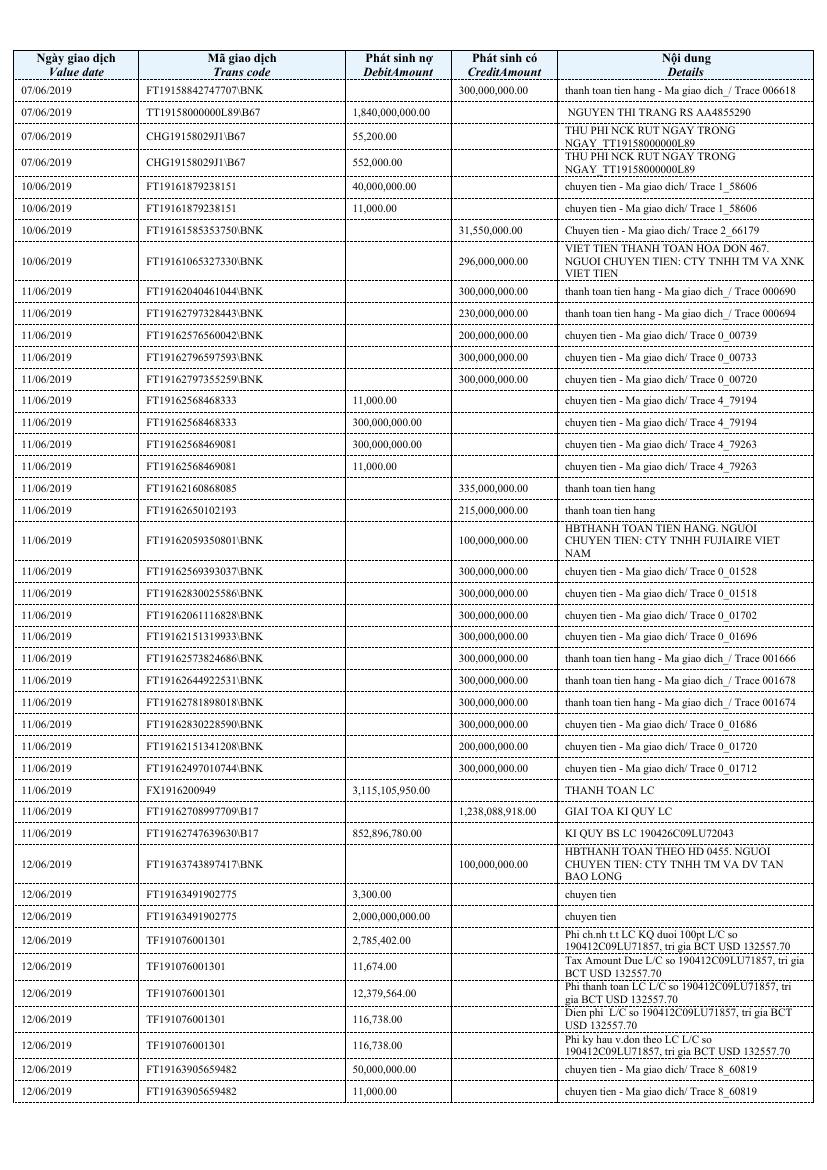 Ngày giao dịch Mã giao dịch Phát sinh nợ Phát sinh có Nội dung
Value date Trans code DebitAmount CreditAmount Details
07/06/2019 FT19158842747707\BNK 300,000,000.00 thanh toan tien hang - Ma giao dich_/ Trace 006618
07/06/2019 TT19158000000L89\B67 1,840,000,000.00 NGUYEN THI TRANG RS AA4855290
07/06/2019 CHG19158029J1\B67 55,200.00 THU PHI NCK RUT NGAY TRONG
NGAY_TT19158000000L89
07/06/2019 CHG19158029J1\B67 552,000.00 THU PHI NCK RUT NGAY TRONG
NGAY_TT19158000000L89
10/06/2019 FT19161879238151 40,000,000.00 chuyen tien - Ma giao dich/ Trace 1_58606
10/06/2019 FT19161879238151 11,000.00 chuyen tien - Ma giao dich/ Trace 1_58606
10/06/2019 FT19161585353750\BNK 31,550,000.00 Chuyen tien - Ma giao dich/ Trace 2_66179
10/06/2019 FT19161065327330\BNK 296,000,000.00 VIET TIEN THANH TOAN HOA DON 467.
NGUOI CHUYEN TIEN: CTY TNHH TM VA XNK
VIET TIEN
11/06/2019 FT19162040461044\BNK 300,000,000.00 thanh toan tien hang - Ma giao dich_/ Trace 000690
11/06/2019 FT19162797328443\BNK 230,000,000.00 thanh toan tien hang - Ma giao dich_/ Trace 000694
11/06/2019 FT19162576560042\BNK 200,000,000.00 chuyen tien - Ma giao dich/ Trace 0_00739
11/06/2019 FT19162796597593\BNK 300,000,000.00 chuyen tien - Ma giao dich/ Trace 0_00733
11/06/2019 FT19162797355259\BNK 300,000,000.00 chuyen tien - Ma giao dich/ Trace 0_00720
11/06/2019 FT19162568468333 11,000.00 chuyen tien - Ma giao dich/ Trace 4_79194
11/06/2019 FT19162568468333 300,000,000.00 chuyen tien - Ma giao dich/ Trace 4_79194
11/06/2019 FT19162568469081 300,000,000.00 chuyen tien - Ma giao dich/ Trace 4_79263
11/06/2019 FT19162568469081 11,000.00 chuyen tien - Ma giao dich/ Trace 4_79263
11/06/2019 FT19162160868085 335,000,000.00 thanh toan tien hang
11/06/2019 FT19162650102193 215,000,000.00 thanh toan tien hang
11/06/2019 FT19162059350801\BNK 100,000,000.00 HBTHANH TOAN TIEN HANG. NGUOI
CHUYEN TIEN: CTY TNHH FUJIAIRE VIET
NAM
11/06/2019 FT19162569393037\BNK 300,000,000.00 chuyen tien - Ma giao dich/ Trace 0_01528
11/06/2019 FT19162830025586\BNK 300,000,000.00 chuyen tien - Ma giao dich/ Trace 0_01518
11/06/2019 FT19162061116828\BNK 300,000,000.00 chuyen tien - Ma giao dich/ Trace 0_01702
11/06/2019 FT19162151319933\BNK 300,000,000.00 chuyen tien - Ma giao dich/ Trace 0_01696
11/06/2019 FT19162573824686\BNK 300,000,000.00 thanh toan tien hang - Ma giao dich_/ Trace 001666
11/06/2019 FT19162644922531\BNK 300,000,000.00 thanh toan tien hang - Ma giao dich_/ Trace 001678
11/06/2019 FT19162781898018\BNK 300,000,000.00 thanh toan tien hang - Ma giao dich_/ Trace 001674
11/06/2019 FT19162830228590\BNK 300,000,000.00 chuyen tien - Ma giao dich/ Trace 0_01686
11/06/2019 FT19162151341208\BNK 200,000,000.00 chuyen tien - Ma giao dich/ Trace 0_01720
11/06/2019 FT19162497010744\BNK 300,000,000.00 chuyen tien - Ma giao dich/ Trace 0_01712
11/06/2019 FX1916200949 3,115,105,950.00 THANH TOAN LC
11/06/2019 FT19162708997709\B17 1,238,088,918.00 GIAI TOA KI QUY LC
11/06/2019 FT19162747639630\B17 852,896,780.00 KI QUY BS LC 190426C09LU72043
12/06/2019 FT19163743897417\BNK 100,000,000.00 HBTHANH TOAN THEO HD 0455. NGUOI
CHUYEN TIEN: CTY TNHH TM VA DV TAN
BAO LONG
12/06/2019 FT19163491902775 3,300.00 chuyen tien
12/06/2019 FT19163491902775 2,000,000,000.00 chuyen tien
12/06/2019 TF191076001301 2,785,402.00 Phi ch.nh t.t LC KQ duoi 100pt L/C so
190412C09LU71857, tri gia BCT USD 132557.70
12/06/2019 TF191076001301 11,674.00 Tax Amount Due L/C so 190412C09LU71857, tri gia
BCT USD 132557.70
12/06/2019 TF191076001301 12,379,564.00 Phi thanh toan LC L/C so 190412C09LU71857, tri
gia BCT USD 132557.70
12/06/2019 TF191076001301 116,738.00 Dien phi L/C so 190412C09LU71857, tri gia BCT
USD 132557.70
12/06/2019 TF191076001301 116,738.00 Phi ky hau v.don theo LC L/C so
190412C09LU71857, tri gia BCT USD 132557.70
12/06/2019 FT19163905659482 50,000,000.00 chuyen tien - Ma giao dich/ Trace 8_60819
12/06/2019 FT19163905659482 11,000.00 chuyen tien - Ma giao dich/ Trace 8_60819